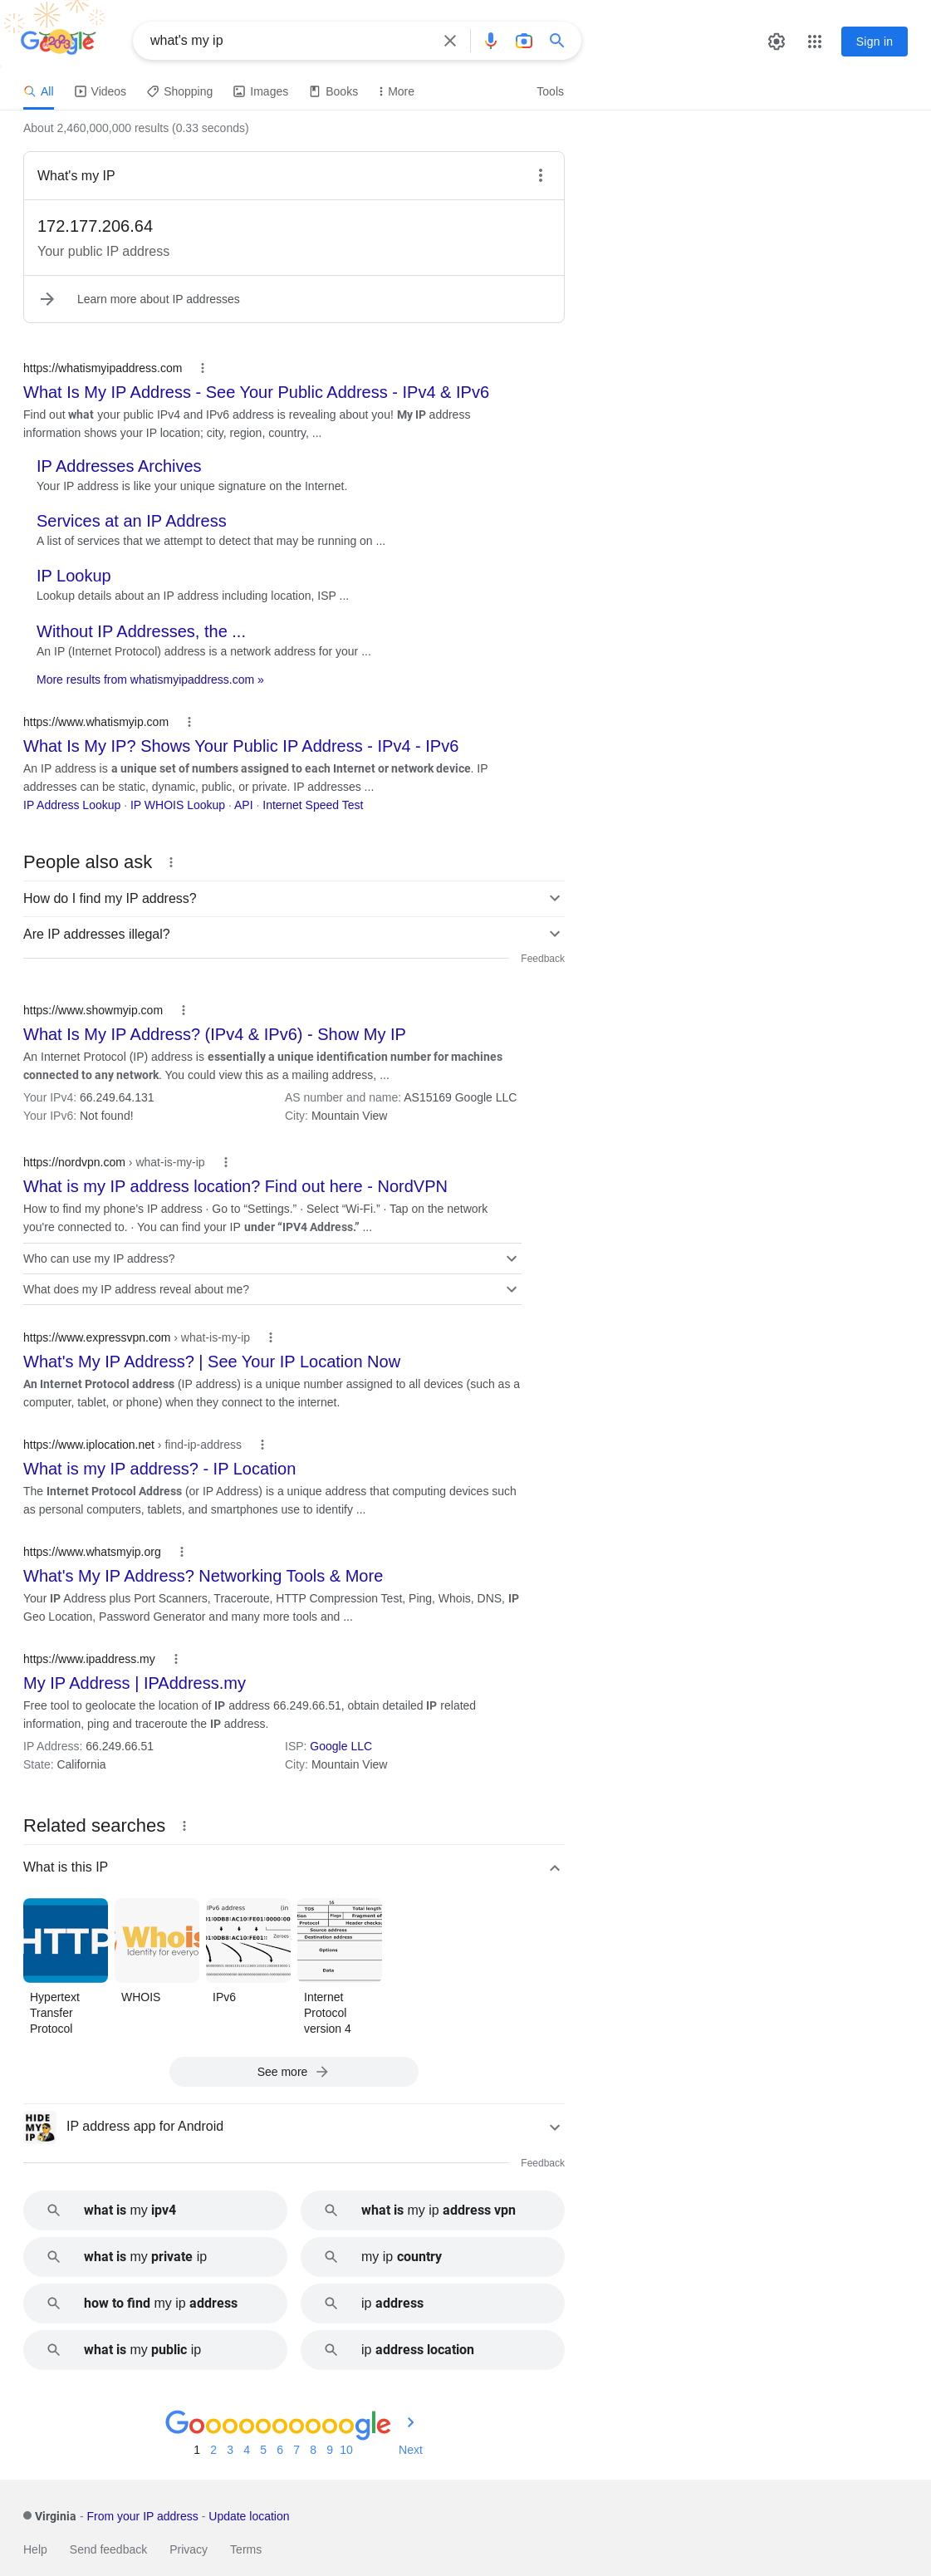 what's my ip
Sign in
All
Videos
Shopping
Images
Books
More
Tools
About 2,460,000,000 results (0.33 seconds)
What's my IP
172.177.206.64
Your public IP address
Learn more about IP addresses
https://whatismyipaddress.com
What Is My IP Address - See Your Public Address - IPv4 & IPv6
Find out what your public IPv4 and IPv6 address is revealing about you! My IP address
information shows your IP location; city, region, country, ...
IP Addresses Archives
Your IP address is like your unique signature on the Internet.
Services at an IP Address
A list of services that we attempt to detect that may be running on ...
IP Lookup
Lookup details about an IP address including location, ISP ...
Without IP Addresses, the ...
An IP (Internet Protocol) address is a network address for your ...
More results from whatismyipaddress.com »
https://www.whatismyip.com
What Is My IP? Shows Your Public IP Address - IPv4 - IPv6
An IP address is a unique set of numbers assigned to each Internet or network device. IP
addresses can be static, dynamic, public, or private. IP addresses ...
IP Address Lookup · IP WHOIS Lookup · API · Internet Speed Test
People also ask
How do I find my IP address?
Are IP addresses illegal?
Feedback
https://www.showmyip.com
What Is My IP Address? (IPv4 & IPv6) - Show My IP
An Internet Protocol (IP) address is essentially a unique identification number for machines
connected to any network. You could view this as a mailing address, ...
Your IPv4: 66.249.64.131
AS number and name: AS15169 Google LLC
Your IPv6: Not found!
City: Mountain View
https://nordvpn.com › what-is-my-ip
What is my IP address location? Find out here - NordVPN
How to find my phone's IP address · Go to “Settings.” · Select “Wi-Fi.” · Tap on the network
you're connected to. · You can find your IP under “IPV4 Address.” ...
Who can use my IP address?
What does my IP address reveal about me?
https://www.expressvpn.com › what-is-my-ip
What's My IP Address? | See Your IP Location Now
An Internet Protocol address (IP address) is a unique number assigned to all devices (such as a
computer, tablet, or phone) when they connect to the internet.
https://www.iplocation.net › find-ip-address
What is my IP address? - IP Location
The Internet Protocol Address (or IP Address) is a unique address that computing devices such
as personal computers, tablets, and smartphones use to identify ...
https://www.whatsmyip.org
What's My IP Address? Networking Tools & More
Your IP Address plus Port Scanners, Traceroute, HTTP Compression Test, Ping, Whois, DNS, IP
Geo Location, Password Generator and many more tools and ...
https://www.ipaddress.my
My IP Address | IPAddress.my
Free tool to geolocate the location of IP address 66.249.66.51, obtain detailed IP related
information, ping and traceroute the IP address.
IP Address: 66.249.66.51
ISP: Google LLC
State: California
City: Mountain View
Related searches
What is this IP
HTTP
Whois
Identity for everyo
IPv6 address
TOS
Total length
Flags
Fragment of
Protocol
Header checksu
Source address
Destination address
Options
Data
Zeroes
Hypertext
Transfer
Protocol
WHOIS
IPv6
Internet
Protocol
version 4
See more
HIDE
MY
IP
IP address app for Android
Feedback
what is my ipv4
what is my ip address vpn
what is my private ip
my ip country
how to find my ip address
ip address
what is my public ip
ip address location
Goooooooooogle
1 2 3 4 5 6 7 8 9 10
Next
Virginia - From your IP address - Update location
Help
Send feedback
Privacy
Terms